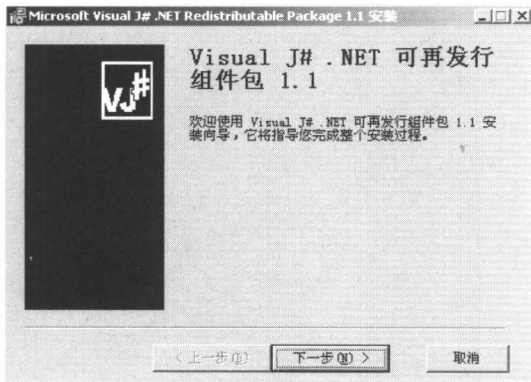 Microsoft Visual J# .NET Redistributable Package 1.1 安装
VJ#
Visual J# .NET 可再发行
组件包 1.1
欢迎使用 Visual J# .NET 可再发行组件包 1.1 安
装向导，它将指导您完成整个安装过程。
< 上一步(B)
下一步(N) >
取消